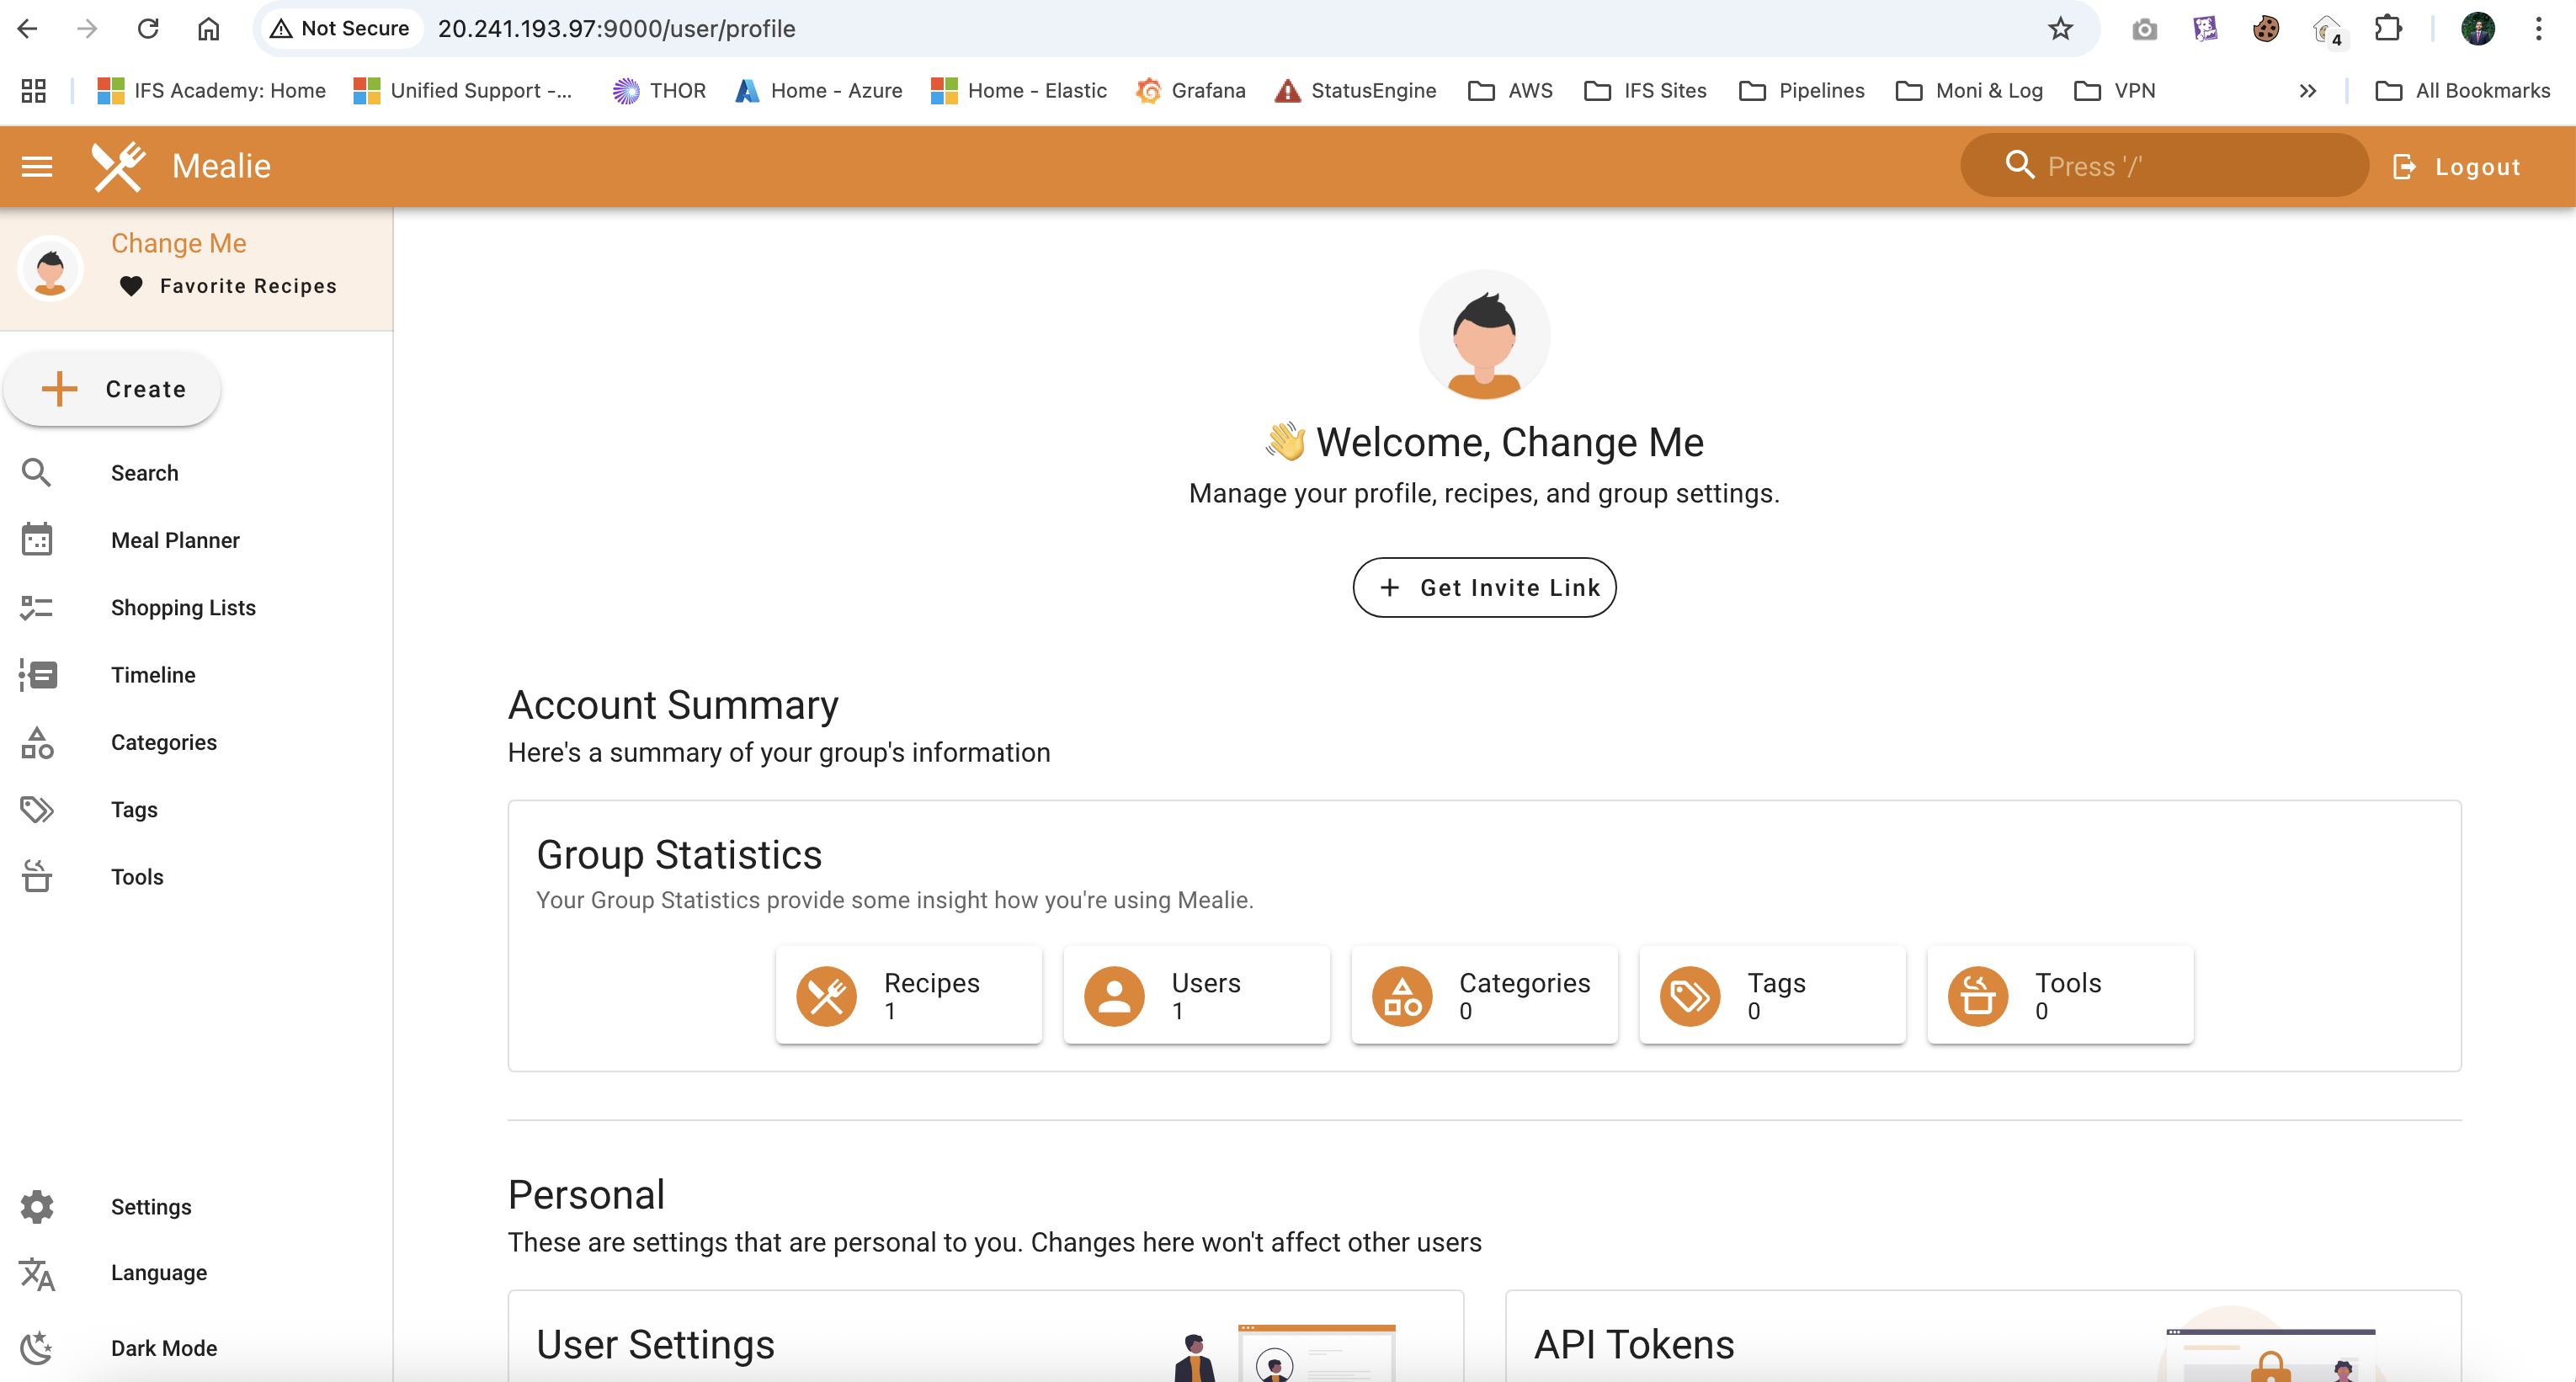 Not Secure 20.241.193.97:9000/user/profile
4
IFS Academy: Home Unified Support -... THOR Home - Azure Home - Elastic Grafana StatusEngine AWS IFS Sites Pipelines Moni & Log VPN » All Bookmarks
Mealie Press '/' Logout
Change Me
Favorite Recipes
Create
Search
Meal Planner
Shopping Lists
Timeline
Categories
Tags
Tools
Settings
Language
Dark Mode
👋 Welcome, Change Me
Manage your profile, recipes, and group settings.
+ Get Invite Link
Account Summary
Here's a summary of your group's information
Group Statistics
Your Group Statistics provide some insight how you're using Mealie.
Recipes
1
Users
1
Categories
0
Tags
0
Tools
0
Personal
These are settings that are personal to you. Changes here won't affect other users
User Settings
API Tokens